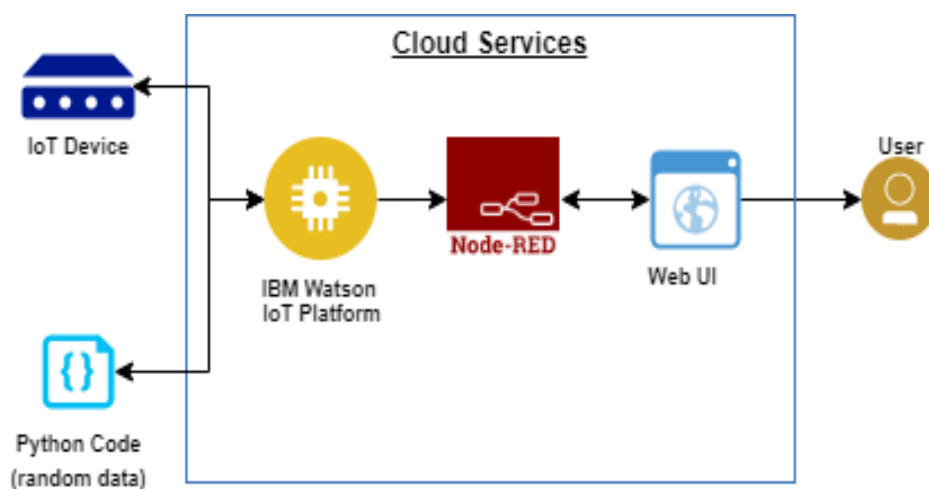 Cloud Services
IoT Device
User
Node-RED
Web UI
IBM Watson
IoT Platform
{ }
Python Code
(random data)